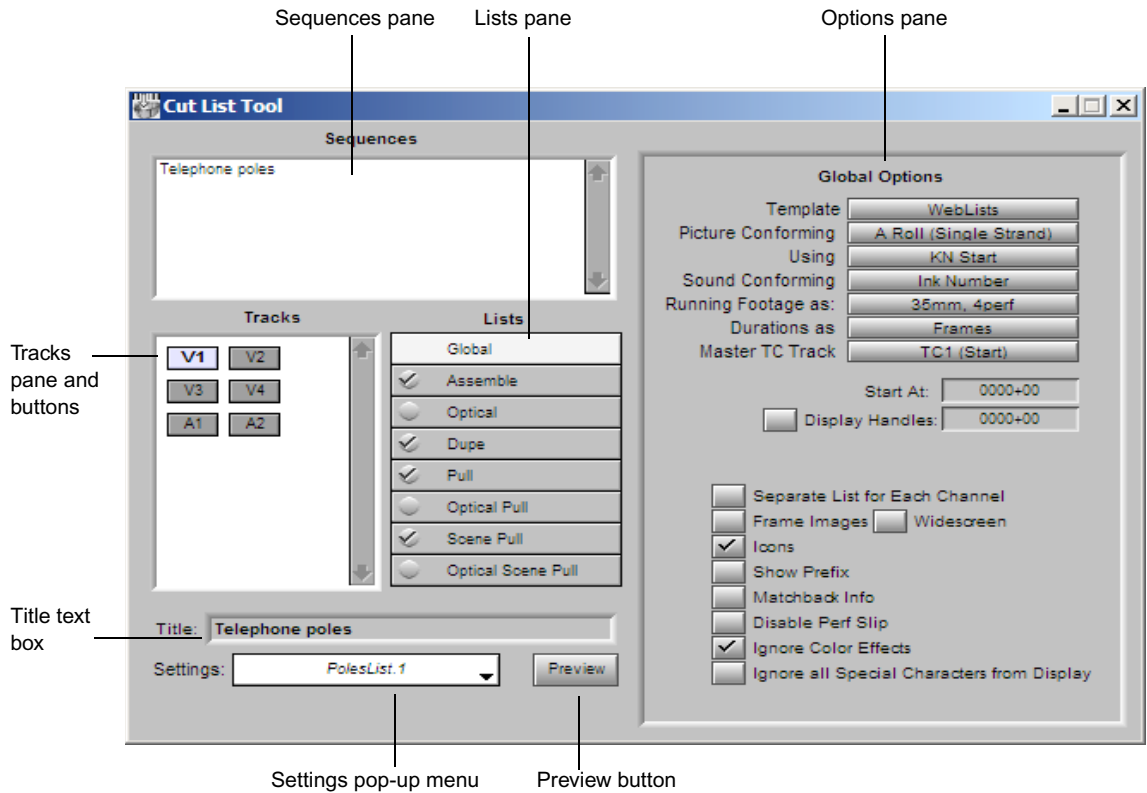 Sequences pane
Lists pane
Options pane
Cut List Tool
Sequences
Telephone poles
Tracks
V1 V2
V3 V4
A1 A2
Lists
Global
Assemble
Optical
Dupe
Pull
Optical Pull
Scene Pull
Optical Scene Pull
Tracks
pane and
buttons
Title text
box
Title: Telephone poles
Settings: PolesList.1
Preview
Global Options
Template WebLists
Picture Conforming A Roll (Single Strand)
Using KN Start
Sound Conforming Ink Number
Running Footage as: 35mm, 4perf
Durations as Frames
Master TC Track TC1 (Start)
Start At: 0000+00
Display Handles: 0000+00
Separate List for Each Channel
Frame Images Widescreen
Icons
Show Prefix
Matchback Info
Disable Perf Slip
Ignore Color Effects
Ignore all Special Characters from Display
Settings pop-up menu
Preview button